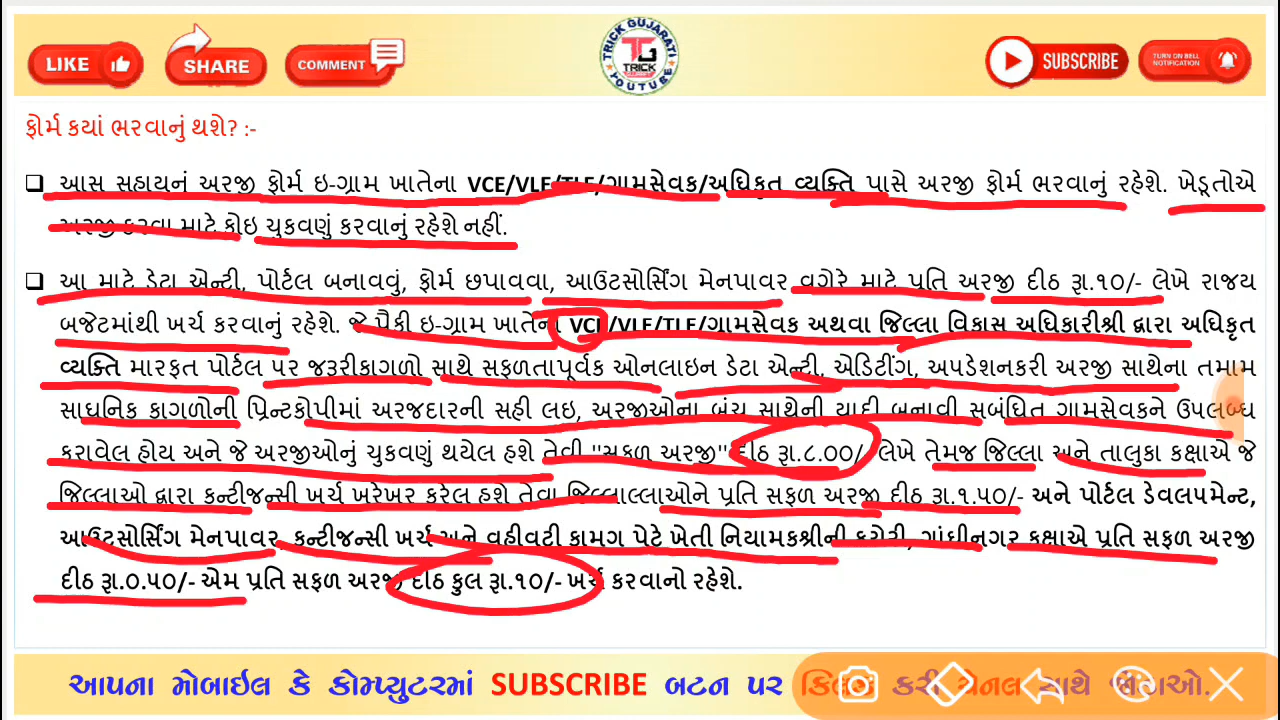 LIKE
SHARE
COMMENT
TRICK GUJARATI
TG
TRICK
YOUTUBE
SUBSCRIBE
TURN ON BELL
NOTIFICATION
ફોર્મ કયાં ભરવાનું થશે? :-
આસ સહાયનં અરજી ફોર્મ ઇ-ગ્રામ ખાતેના VCE/VLE/TLE/ગામસેવક/અધિકૃત વ્યક્તિ પાસે અરજી ફોર્મ ભરવાનું રહેશે. ખેડૂતોએ
અરજી કરવા માટે કોઇ ચુકવણું કરવાનું રહેશે નહીં.
આ માટે ડેટા એન્ટ્રી, પોર્ટલ બનાવવું, ફોર્મ છપાવવા, આઉટસોર્સિંગ મેનપાવર વગેરે માટે પ્રતિ અરજી દીઠ રૂા.૧૦/- લેખે રાજય
બજેટમાંથી ખર્ચ કરવાનું રહેશે. જે પૈકી ઇ-ગ્રામ ખાતેના VCE/VLE/TLE/ગામસેવક અથવા જિલ્લા વિકાસ અધિકારીશ્રી દ્વારા અધિકૃત
વ્યક્તિ મારફત પોર્ટલ પર જરૂરીકાગળો સાથે સફળતાપૂર્વક ઓનલાઇન ડેટા એન્ટ્રી, એડિટીંગ, અપડેશનકરી અરજી સાથેના તમામ
સાધનિક કાગળોની પ્રિન્ટકોપીમાં અરજદારની સહી લઇ, અરજીઓના બંચ સાથેની યાદી બનાવી સબંધિત ગામસેવકને ઉપલબ્ધ
કરાવેલ હોય અને જે અરજીઓનું ચુકવણું થયેલ હશે તેવી "સફળ અરજી" દીઠ રૂા.૮.૦૦/- લેખે તેમજ જિલ્લા અને તાલુકા કક્ષાએ જે
જિલ્લાઓ દ્વારા કન્ટીજન્સી ખર્ચ ખરેખર કરેલ હશે તેવા જિલ્લાલ્લાઓને પ્રતિ સફળ અરજી દીઠ રૂા.૧.૫૦/- અને પોર્ટલ ડેવલપમેન્ટ,
આઉટસોર્સિંગ મેનપાવર, કન્ટીજન્સી ખર્ચ અને વહીવટી કામગ પેટે ખેતી નિયામકશ્રીની કચેરી, ગાંધીનગર કક્ષાએ પ્રતિ સફળ અરજી
દીઠ રૂા.૦.૫૦/- એમ પ્રતિ સફળ અરજી દીઠ કુલ રૂા.૧૦/- ખર્ચ કરવાનો રહેશે.
આપના મોબાઇલ કે કોમ્પ્યુટરમાં SUBSCRIBE બટન પર ક્લિક કરી ચેનલ સાથે જોડાઓ.